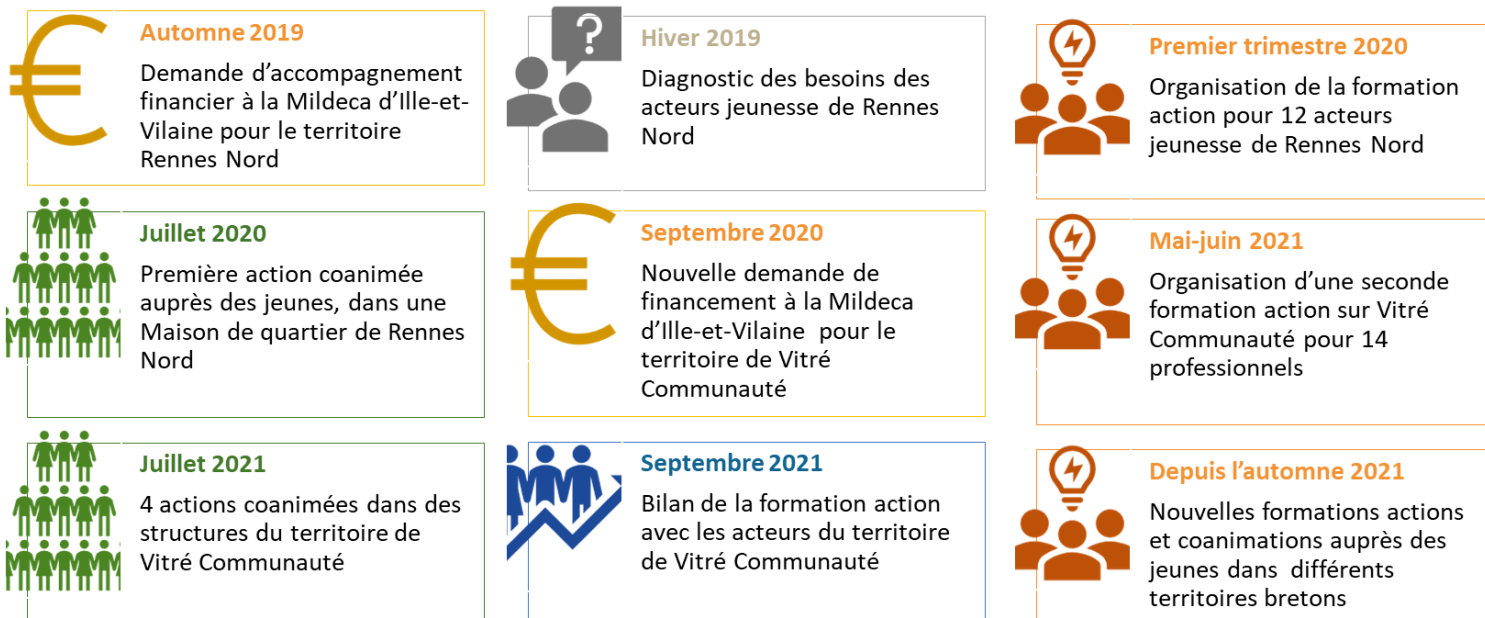 Automne 2019
Demande d’accompagnement
financier à la Mildeca d’Ille-et-
Vilaine pour le territoire
Rennes Nord
?
Hiver 2019
Diagnostic des besoins des
acteurs jeunesse de Rennes
Nord
Premier trimestre 2020
Organisation de la formation
action pour 12 acteurs
jeunesse de Rennes Nord
Juillet 2020
Première action coanimée
auprès des jeunes, dans une
Maison de quartier de Rennes
Nord
Septembre 2020
Nouvelle demande de
financement à la Mildeca
d’Ille-et-Vilaine pour le
territoire de Vitré
Communauté
Mai-juin 2021
Organisation d’une seconde
formation action sur Vitré
Communauté pour 14
professionnels
Juillet 2021
4 actions coanimées dans des
structures du territoire de
Vitré Communauté
Septembre 2021
Bilan de la formation action
avec les acteurs du territoire
de Vitré Communauté
Depuis l’automne 2021
Nouvelles formations actions
et coanimations auprès des
jeunes dans différents
territoires bretons